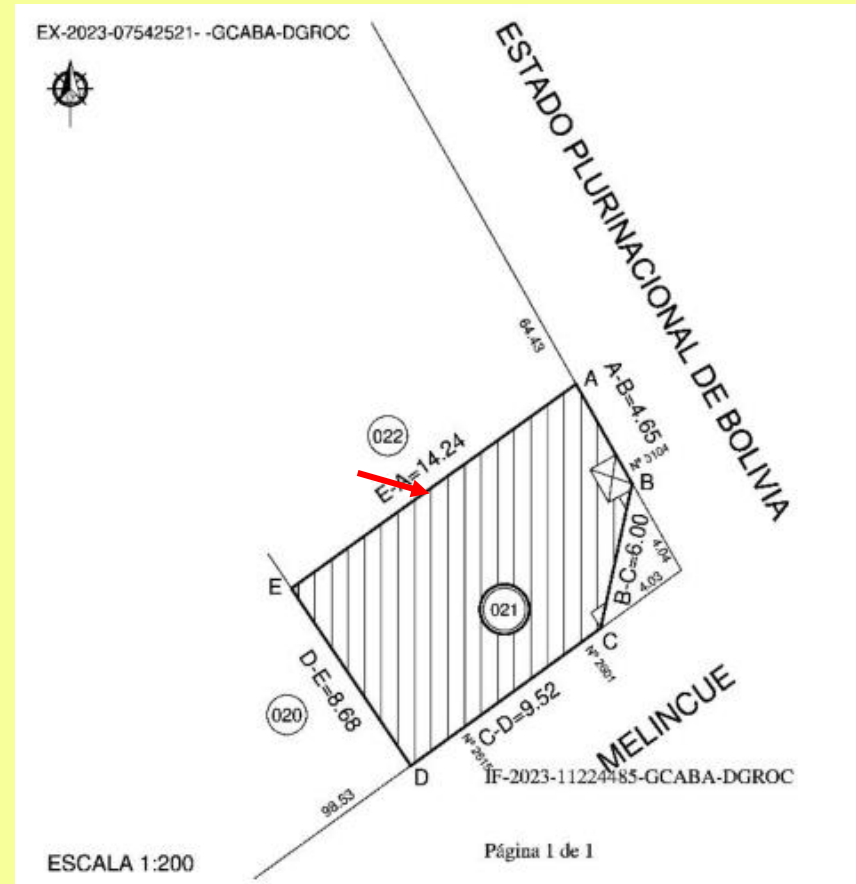 EX-2023-07542521- -GCABA-DGROC
ESTADO PLURINACIONAL DE BOLIVIA
64.43
A
A-B=4.65
022
E-A=14.24
Nº 3104
B
B-C=6.00
4.04
4.03
E
021
C
Nº 2601
D-E=8.68
020
C-D=9.52
MELINCUE
Nº 2615
D
IF-2023-11224485-GCABA-DGROC
98.53
Página 1 de 1
ESCALA 1:200